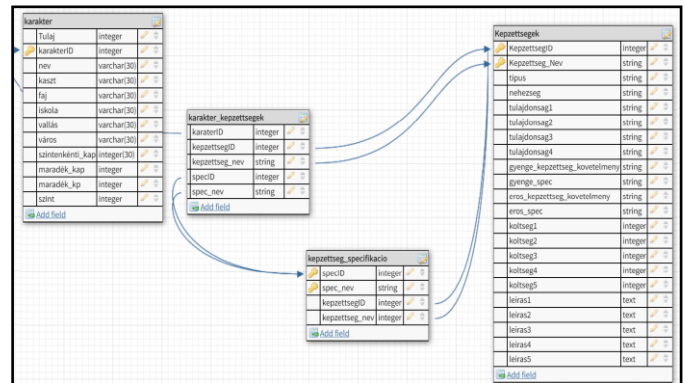 karakter
Tulaj integer
karakterID integer
nev varchar(30)
kaszt varchar(30)
faj varchar(30)
iskola varchar(30)
vallás varchar(30)
város varchar(30)
szintenkénti_kap integer(30)
maradék_kap integer
maradék_kp integer
szint integer
Add field
karakter_kepzettsegek
karaterID integer
kepzettsegID integer
kepzettseg_nev string
specID integer
spec_nev string
Add field
kepzettseg_specifikacio
specID integer
spec_nev string
kepzettsegID integer
kepzettseg_nev integer
Add field
Kepzettsegek
KepzettsegID integer
Kepzettseg_Nev string
tipus string
nehezseg string
tulajdonsag1 string
tulajdonsag2 string
tulajdonsag3 string
tulajdonsag4 string
gyenge_kepzettseg_kovetelmeny string
gyenge_spec string
eros_kepzettseg_kovetelmeny string
eros_spec string
koltseg1 integer
koltseg2 integer
koltseg3 integer
koltseg4 integer
koltseg5 integer
leiras1 text
leiras2 text
leiras3 text
leiras4 text
leiras5 text
Add field